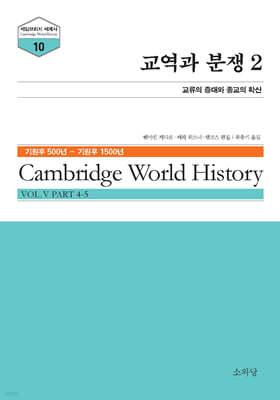 케임브리지 세계사
Cambridge World History
10
교역과 분쟁 2
교류의 증대와 종교의 확산
벤자민 케다르 · 메리 위스너-행크스 편집 / 류충기 옮김
기원후 500년 – 기원후 1500년
Cambridge World History
VOL. V PART 4-5
소와당